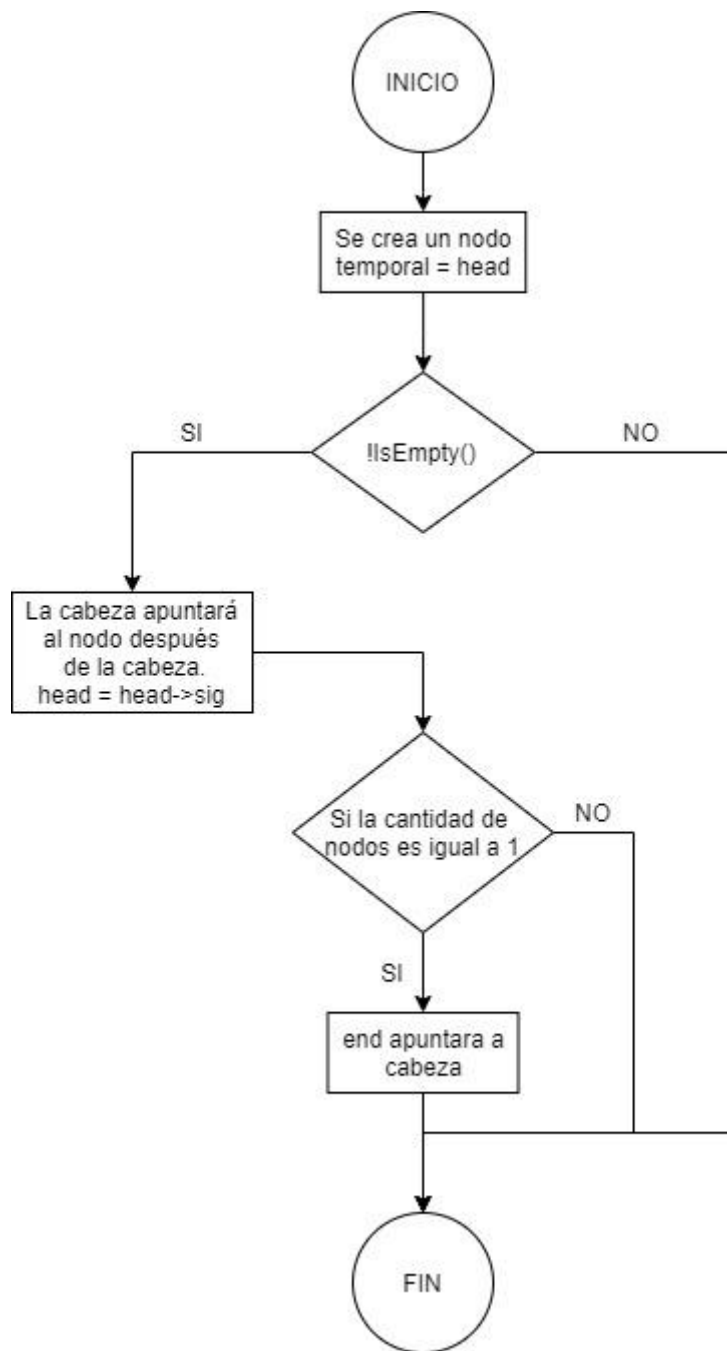 INICIO
Se crea un nodo
temporal = head
SI
!IsEmpty()
NO
La cabeza apuntará
al nodo después
de la cabeza.
head = head->sig
Si la cantidad de
nodos es igual a 1
NO
SI
end apuntara a
cabeza
FIN